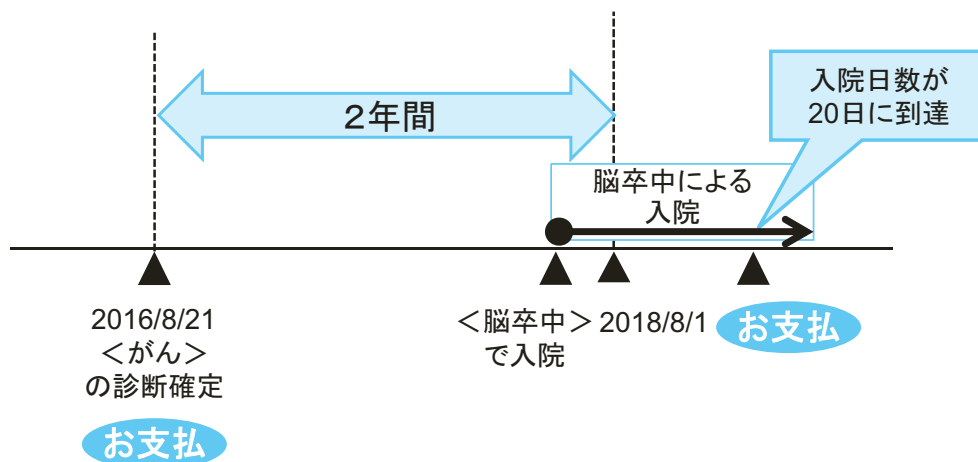 入院日数が
20日に到達
2年間
脳卒中による
入院
2016/8/21
＜がん＞
の診断確定
お支払
＜脳卒中＞
で入院
2018/8/1
お支払